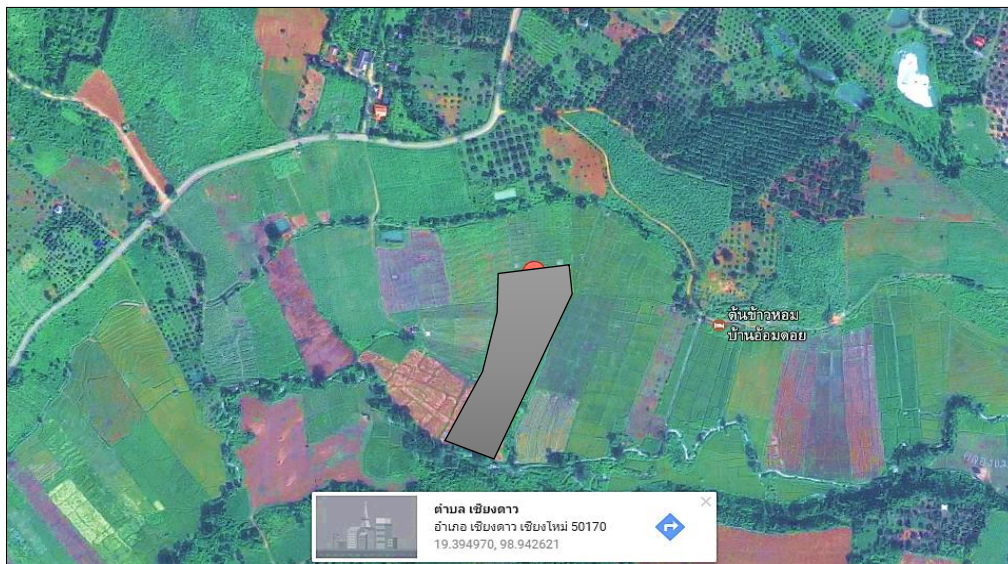 ต้นข้าวหอม
บ้านอ้อมดอย
ตำบล เชียงดาว
อำเภอ เชียงดาว เชียงใหม่ 50170
19.394970, 98.942621